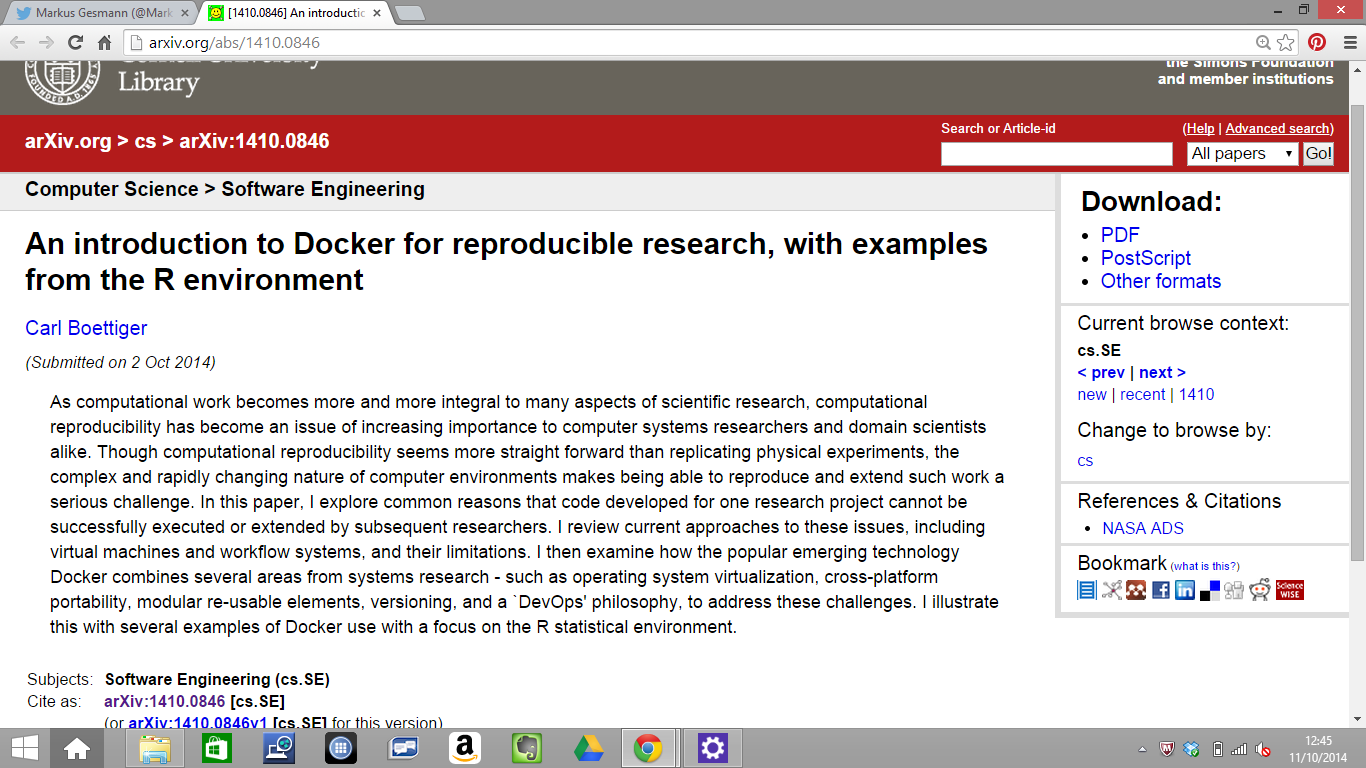 Markus Gesmann (@Mark
[1410.0846] An introductic
arxiv.org/abs/1410.0846
Library
the Simons Foundation
and member institutions
arXiv.org > cs > arXiv:1410.0846
Search or Article-id
(Help | Advanced search)
All papers
Go!
Computer Science > Software Engineering
An introduction to Docker for reproducible research, with examples
from the R environment
Carl Boettiger
(Submitted on 2 Oct 2014)
As computational work becomes more and more integral to many aspects of scientific research, computational
reproducibility has become an issue of increasing importance to computer systems researchers and domain scientists
alike. Though computational reproducibility seems more straight forward than replicating physical experiments, the
complex and rapidly changing nature of computer environments makes being able to reproduce and extend such work a
serious challenge. In this paper, I explore common reasons that code developed for one research project cannot be
successfully executed or extended by subsequent researchers. I review current approaches to these issues, including
virtual machines and workflow systems, and their limitations. I then examine how the popular emerging technology
Docker combines several areas from systems research - such as operating system virtualization, cross-platform
portability, modular re-usable elements, versioning, and a `DevOps' philosophy, to address these challenges. I illustrate
this with several examples of Docker use with a focus on the R statistical environment.
Subjects: Software Engineering (cs.SE)
Cite as: arXiv:1410.0846 [cs.SE]
(or arXiv:1410.0846v1 [cs.SE] for this version)
Download:
PDF
PostScript
Other formats
Current browse context:
cs.SE
< prev | next >
new | recent | 1410
Change to browse by:
cs
References & Citations
NASA ADS
Bookmark (what is this?)
Science
WISE
12:45
11/10/2014